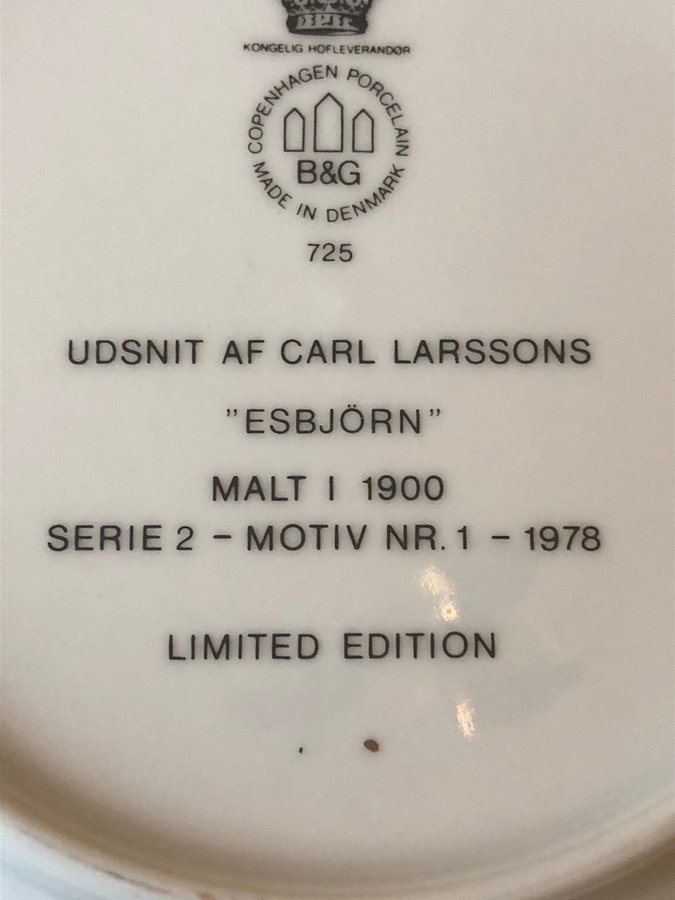 KONGELIG HOFLEVERANDØR
COPENHAGEN PORCELAIN
B&G
MADE IN DENMARK
725
UDSNIT AF CARL LARSSONS
”ESBJÖRN”
MALT I 1900
SERIE 2 – MOTIV NR. 1 – 1978
LIMITED EDITION